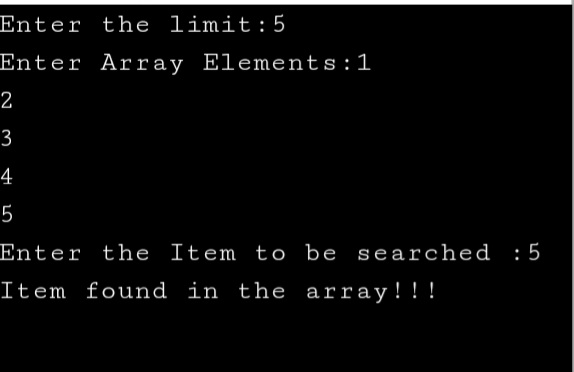 Enter the limit:5
Enter Array Elements:1
2
3
4
5
Enter the Item to be searched :5
Item found in the array!!!